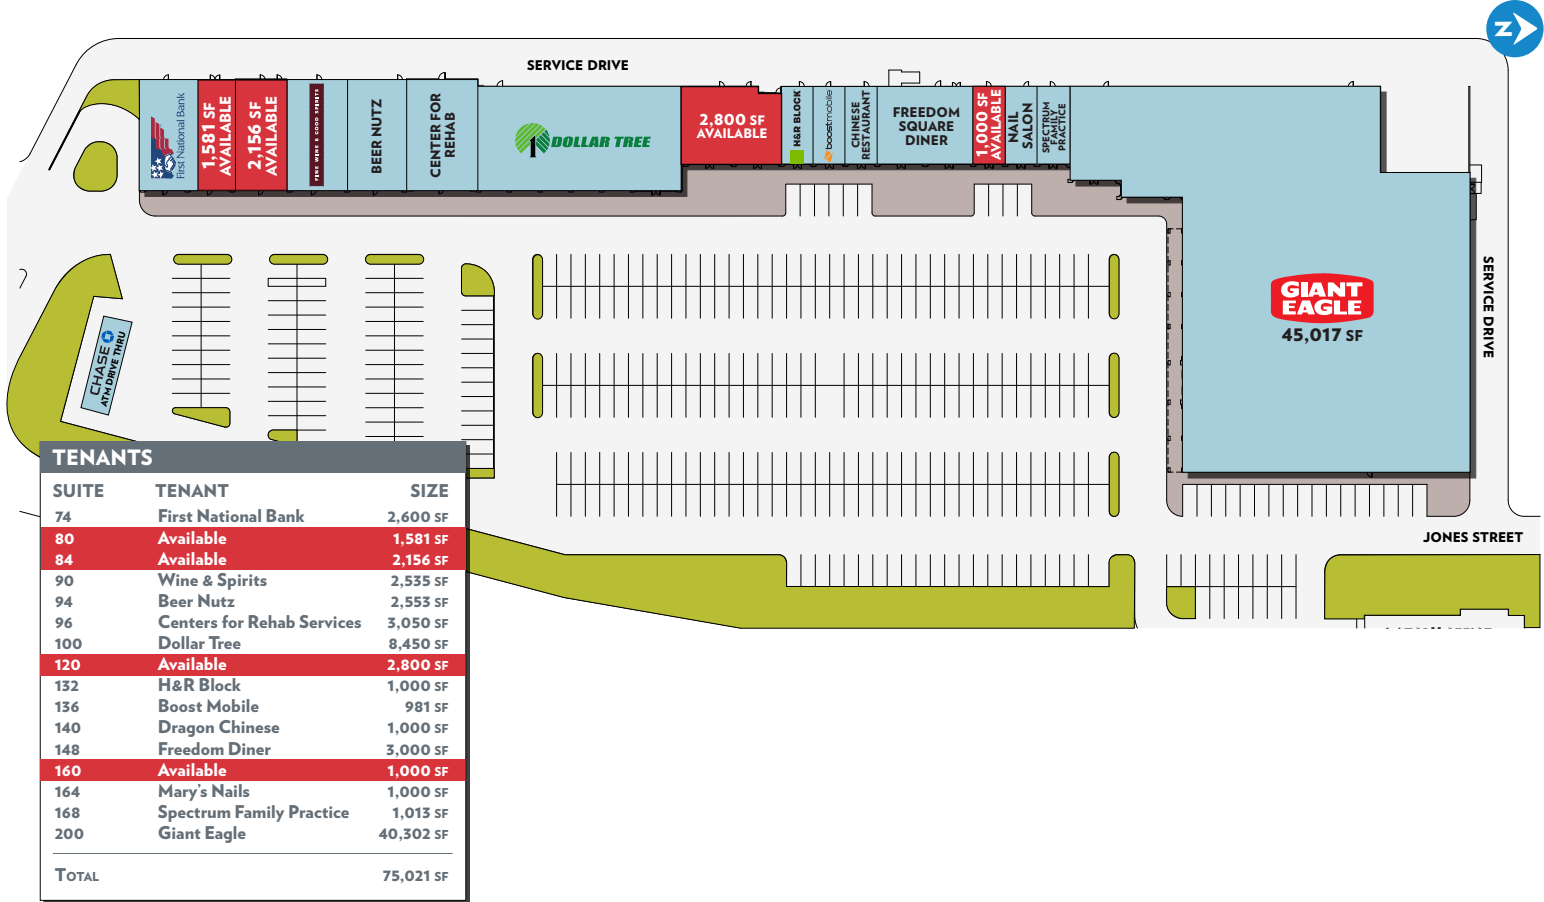 Z
SERVICE DRIVE
First National Bank
1,581 SF
AVAILABLE
2,156 SF
AVAILABLE
FINE WINE & GOOD SPIRITS
BEER NUTZ
CENTER FOR
REHAB
1 DOLLAR TREE
2,800 SF
AVAILABLE
H&R BLOCK
boostmobile
CHINESE
RESTAURANT
FREEDOM
SQUARE
DINER
1,000 SF
AVAILABLE
NAIL
SALON
SPECTRUM
FAMILY
PRACTICE
GIANT
EAGLE
45,017 SF
SERVICE DRIVE
CHASE
ATM DRIVE THRU
JONES STREET
TENANTS
SUITE TENANT SIZE
74 First National Bank 2,600 SF
80 Available 1,581 SF
84 Available 2,156 SF
90 Wine & Spirits 2,535 SF
94 Beer Nutz 2,553 SF
96 Centers for Rehab Services 3,050 SF
100 Dollar Tree 8,450 SF
120 Available 2,800 SF
132 H&R Block 1,000 SF
136 Boost Mobile 981 SF
140 Dragon Chinese 1,000 SF
148 Freedom Diner 3,000 SF
160 Available 1,000 SF
164 Mary's Nails 1,000 SF
168 Spectrum Family Practice 1,013 SF
200 Giant Eagle 40,302 SF
TOTAL 75,021 SF